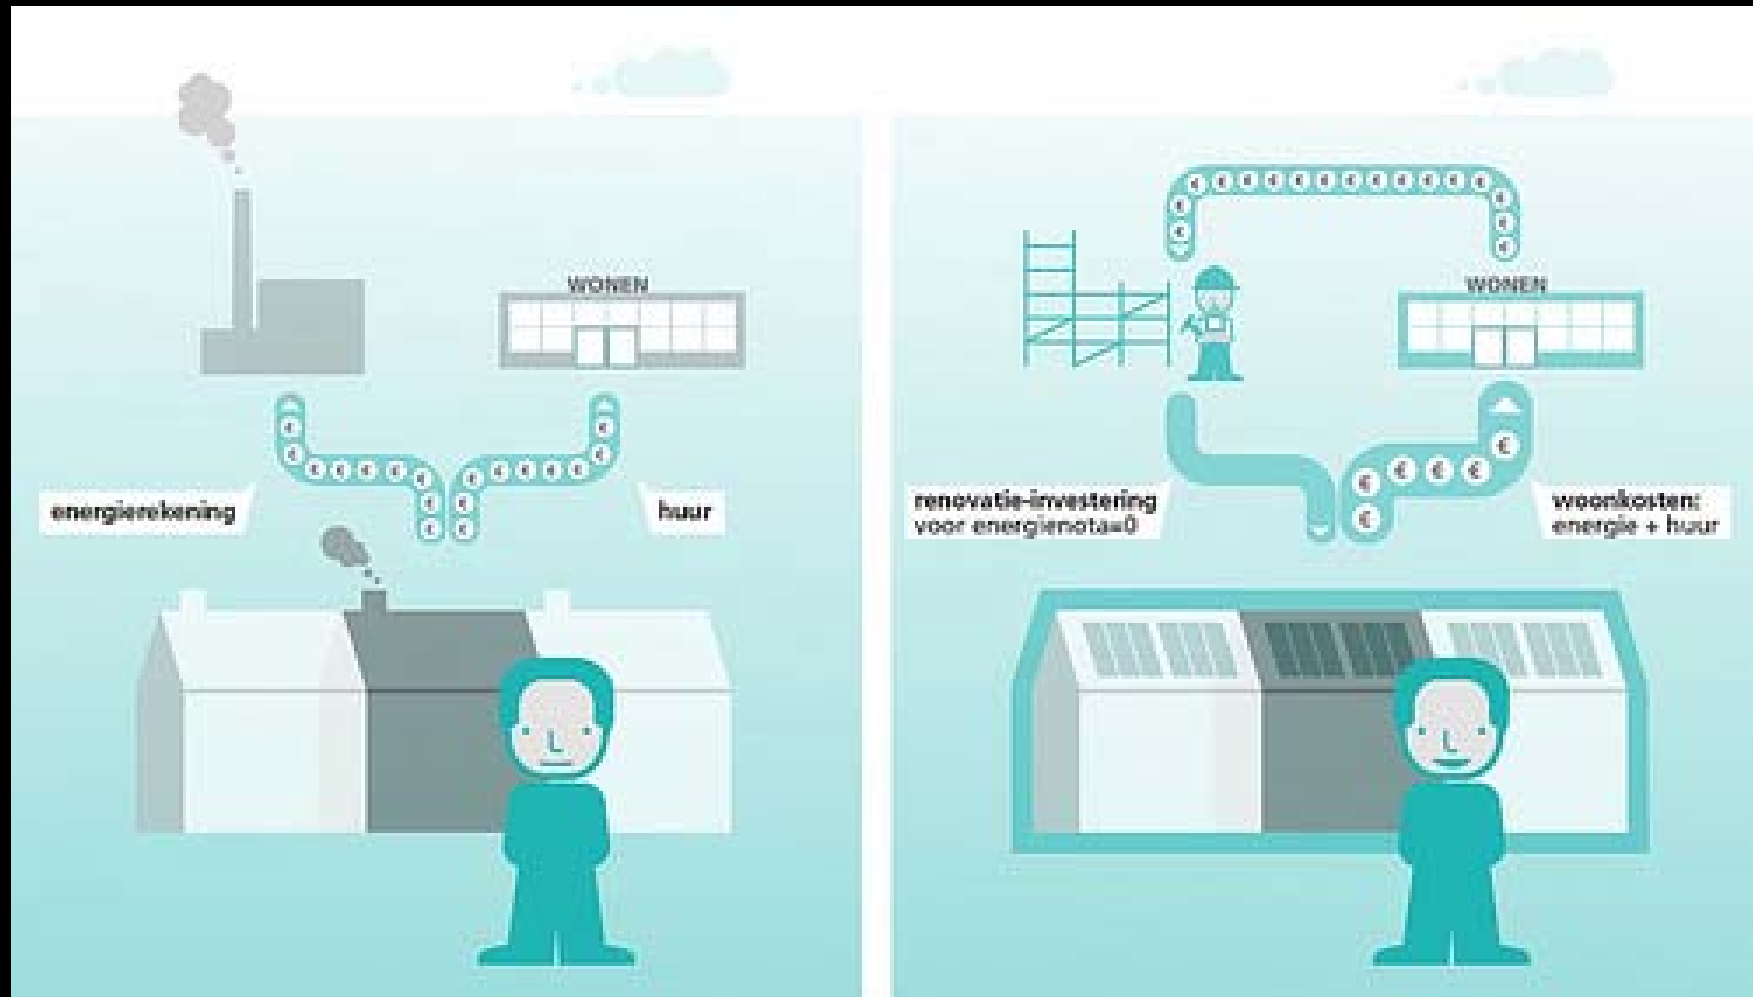 WONEN
energierekening
huur
WONEN
renovatie-investering
voor energienota=0
woonkosten:
energie + huur